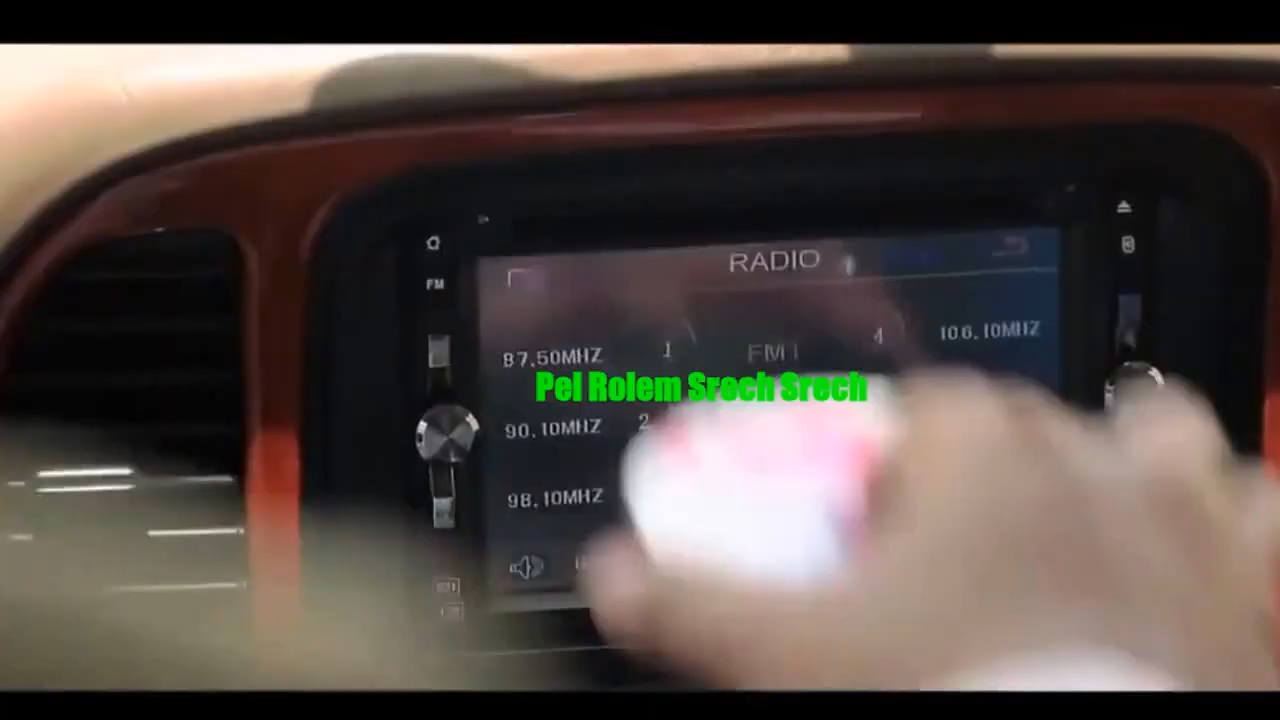 RADIO
FM
87.50MHZ 1 FM1 4 106.10MHZ
Pel Rolem Srech Srech
90.10MHZ 2
98.10MHZ